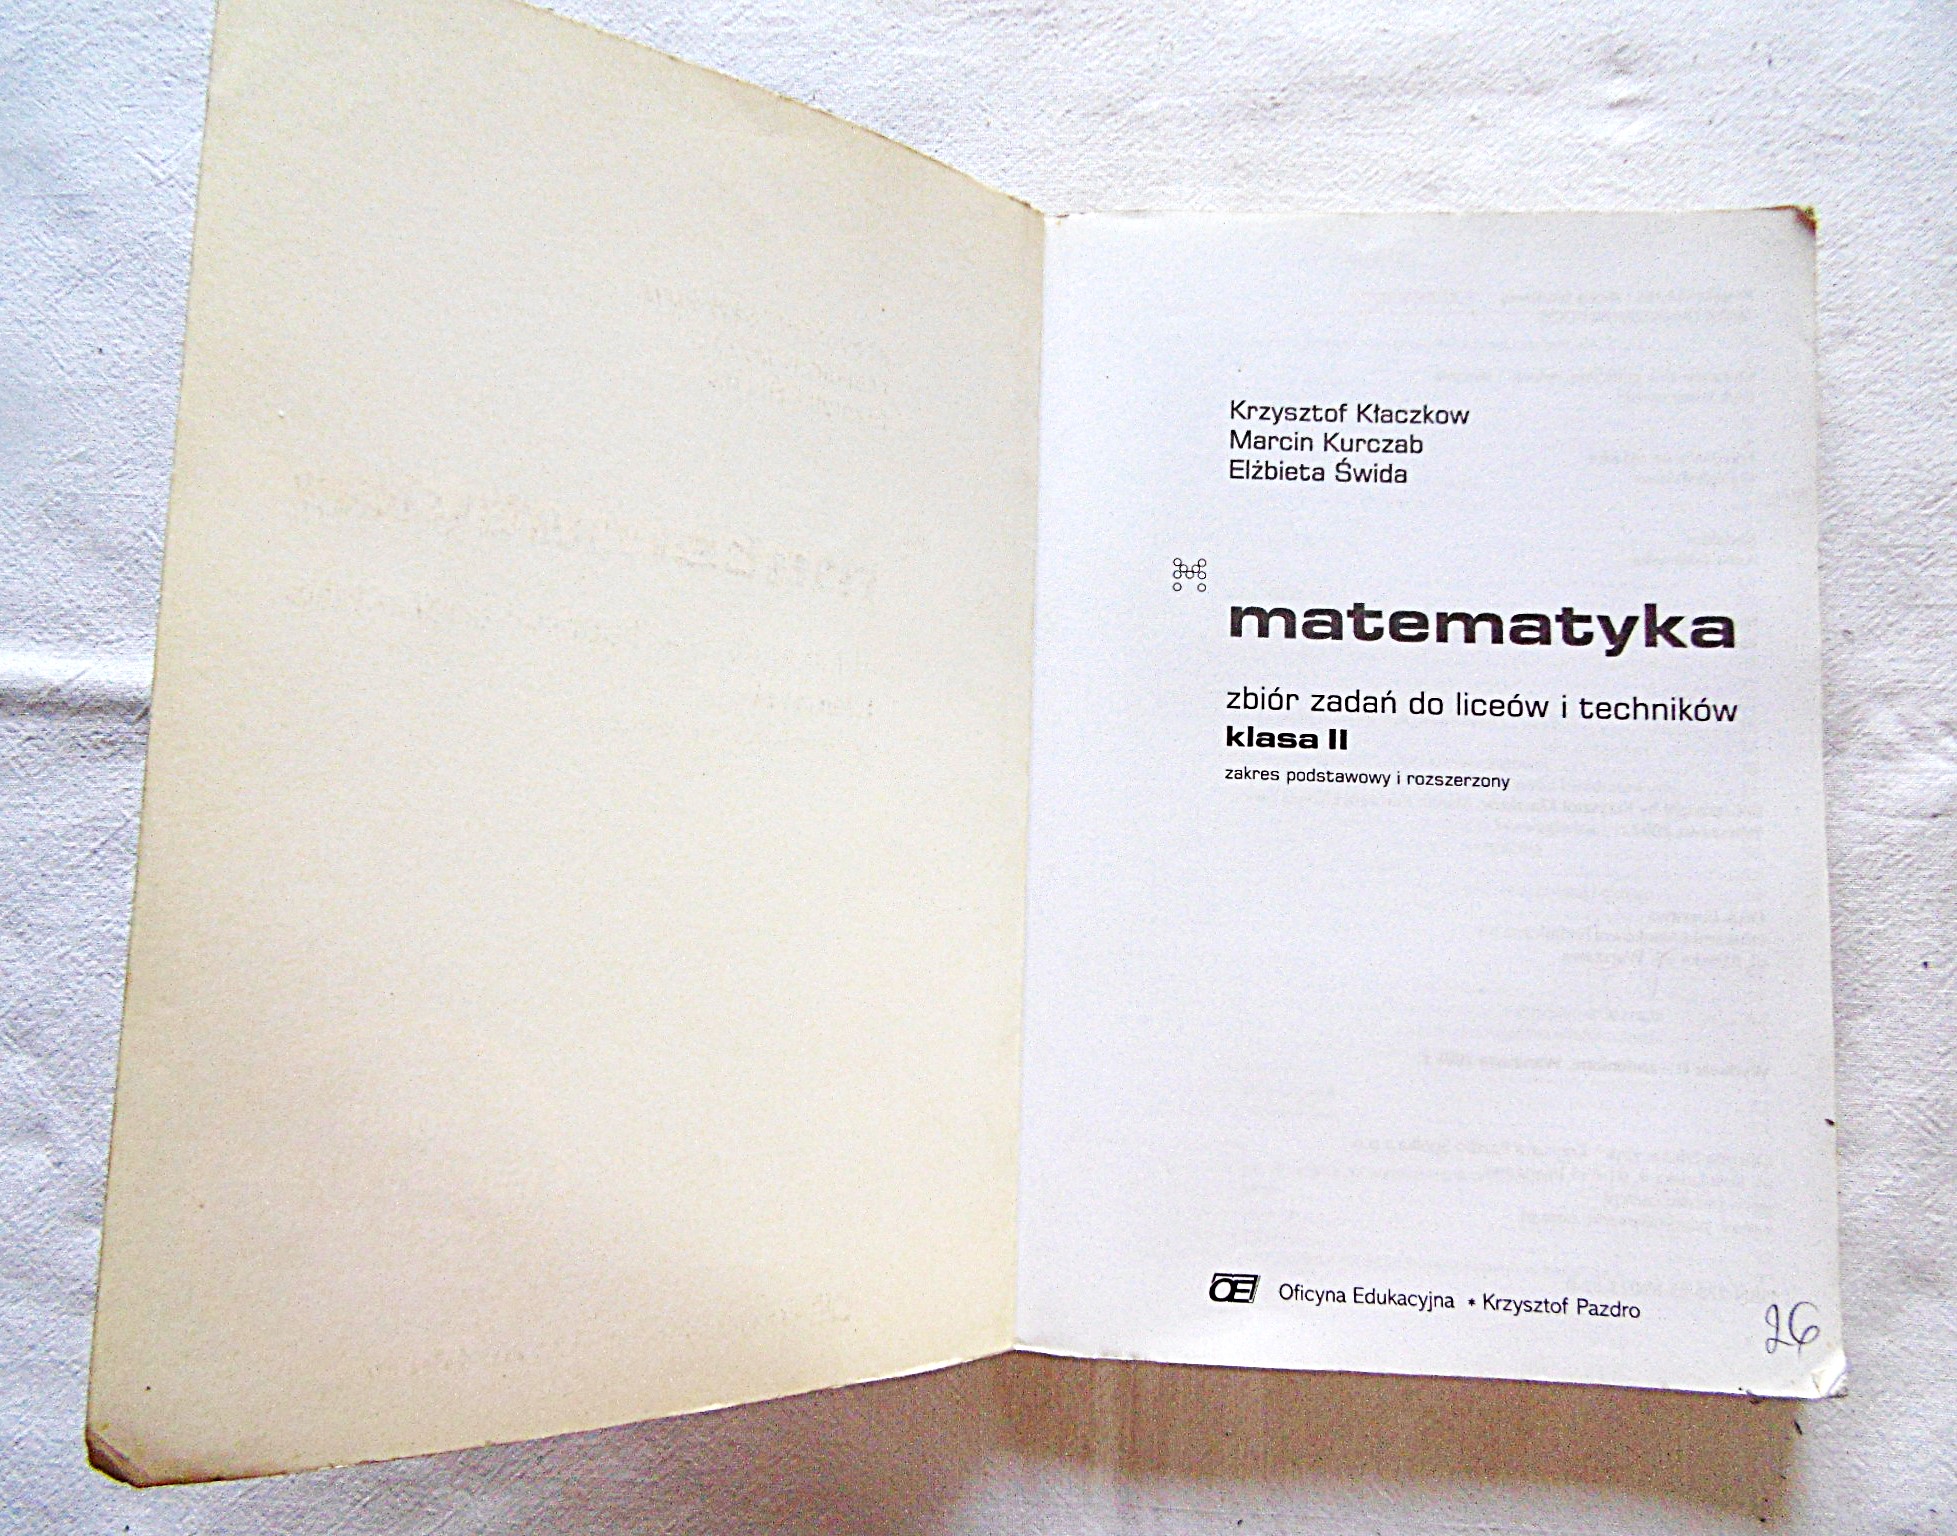 Krzysztof Kłaczkow
Marcin Kurczab
Elżbieta Świda
matematyka
zbiór zadań do liceów i techników
klasa II
zakres podstawowy i rozszerzony
OE Oficyna Edukacyjna * Krzysztof Pazdro
26